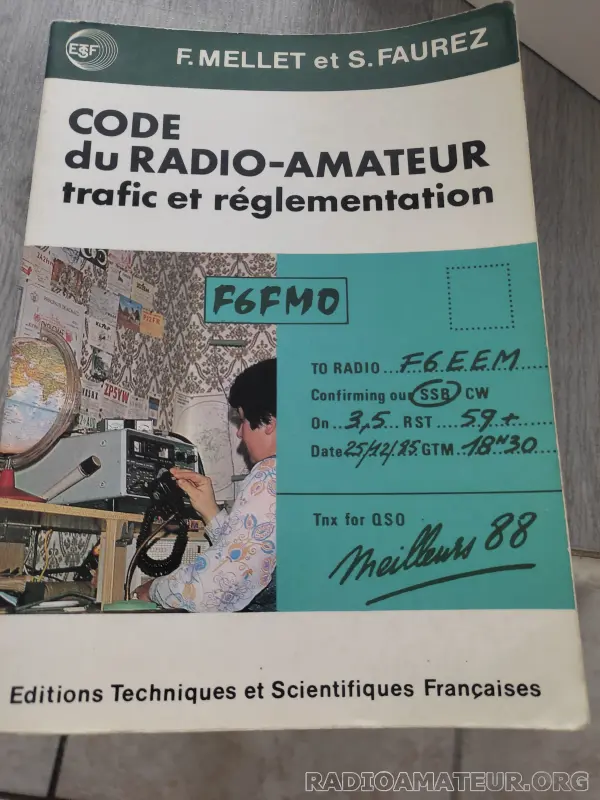 ETSF
F. MELLET et S. FAUREZ
CODE
du RADIO-AMATEUR
trafic et réglementation
F6FMO
TO RADIO...F6EEM......
Confirming our SSB CW
On...3,5...RST....59+......
Date 25/12/85 GTM.18H30...
Tnx for QSO
Meilleurs 88
ZP5YW
Editions Techniques et Scientifiques Françaises
RADIOAMATEUR.ORG